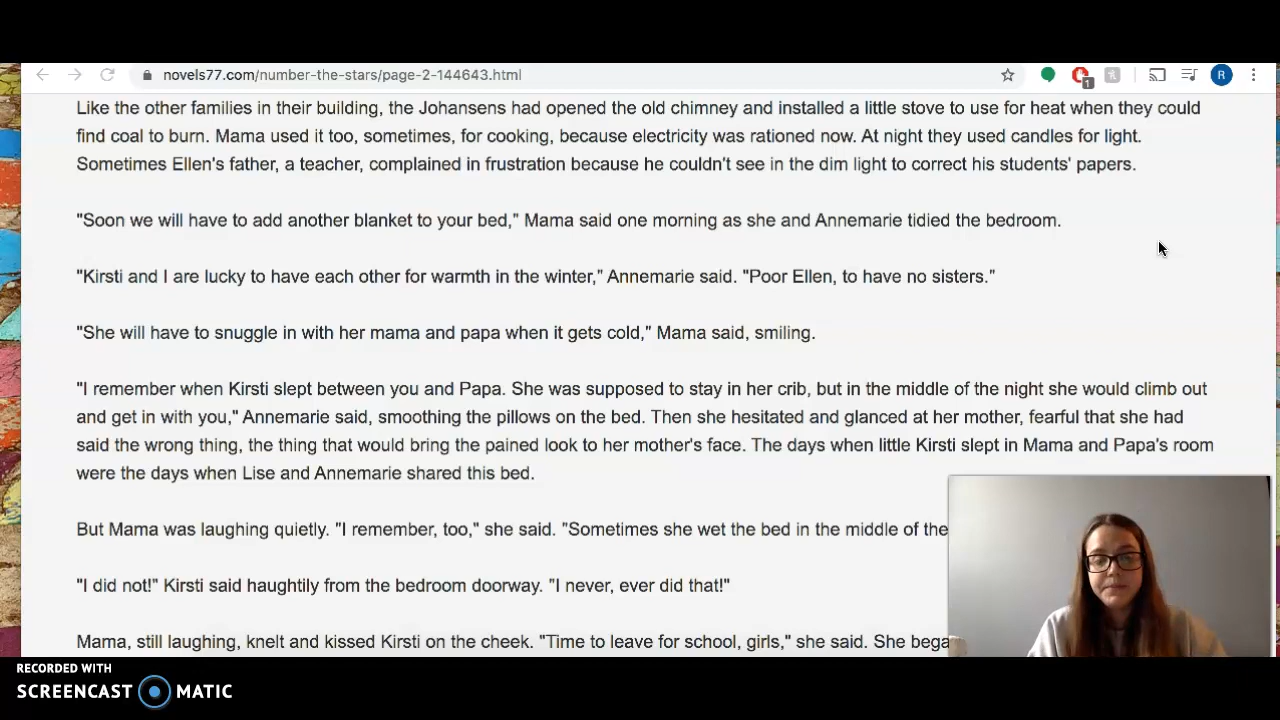 novels77.com/number-the-stars/page-2-144643.html
1
R
Like the other families in their building, the Johansens had opened the old chimney and installed a little stove to use for heat when they could
find coal to burn. Mama used it too, sometimes, for cooking, because electricity was rationed now. At night they used candles for light.
Sometimes Ellen's father, a teacher, complained in frustration because he couldn't see in the dim light to correct his students' papers.
"Soon we will have to add another blanket to your bed," Mama said one morning as she and Annemarie tidied the bedroom.
"Kirsti and I are lucky to have each other for warmth in the winter," Annemarie said. "Poor Ellen, to have no sisters."
"She will have to snuggle in with her mama and papa when it gets cold," Mama said, smiling.
"I remember when Kirsti slept between you and Papa. She was supposed to stay in her crib, but in the middle of the night she would climb out
and get in with you," Annemarie said, smoothing the pillows on the bed. Then she hesitated and glanced at her mother, fearful that she had
said the wrong thing, the thing that would bring the pained look to her mother's face. The days when little Kirsti slept in Mama and Papa's room
were the days when Lise and Annemarie shared this bed.
But Mama was laughing quietly. "I remember, too," she said. "Sometimes she wet the bed in the middle of the
"I did not!" Kirsti said haughtily from the bedroom doorway. "I never, ever did that!"
Mama, still laughing, knelt and kissed Kirsti on the cheek. "Time to leave for school, girls," she said. She bega
RECORDED WITH
SCREENCAST MATIC